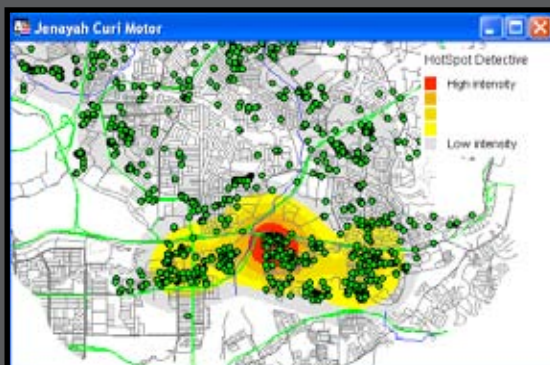 Jenayah Curi Motor
HotSpot Detective
High intensity
Low intensity